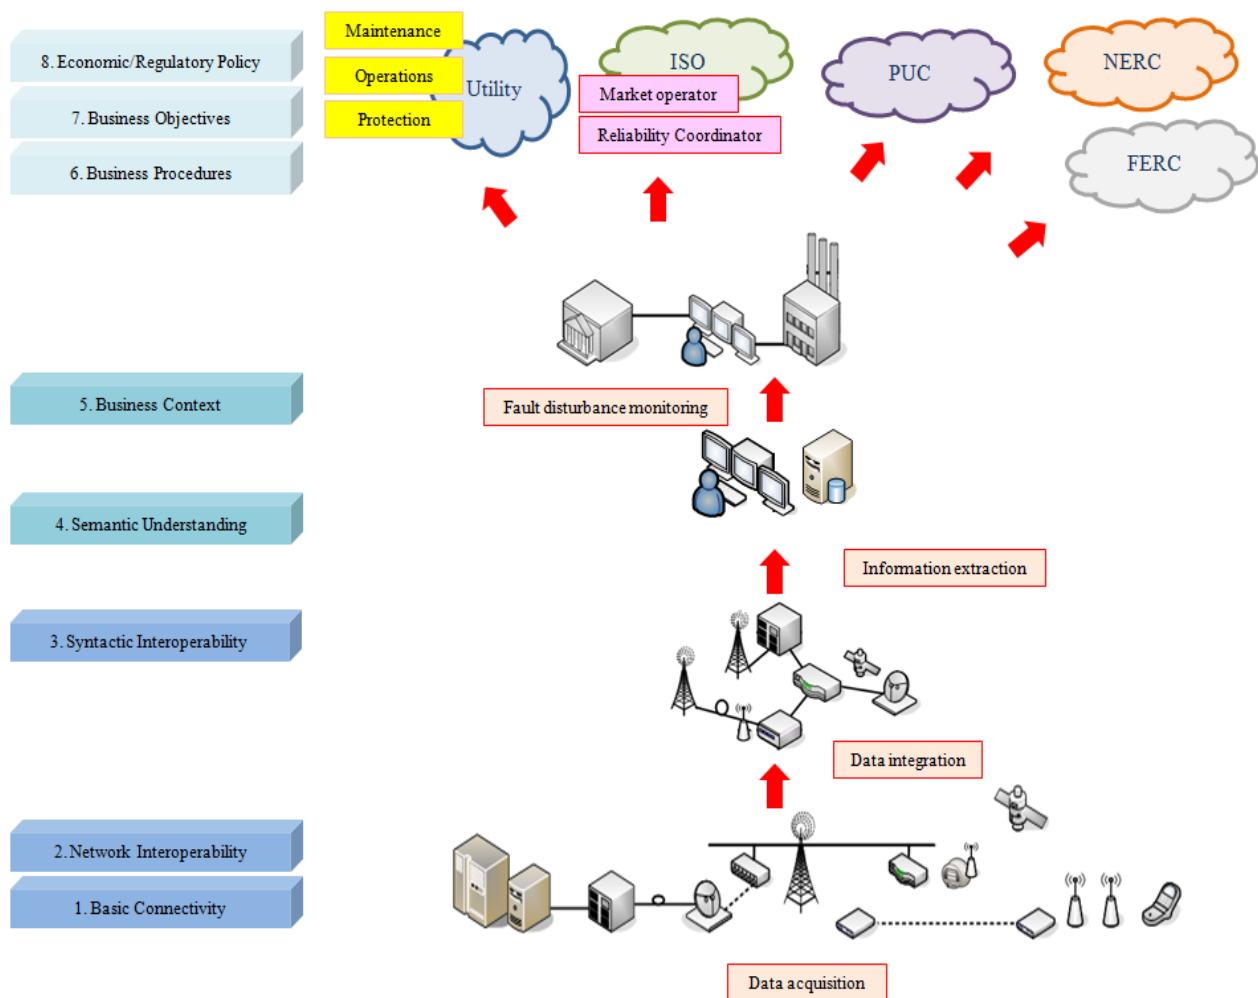 Maintenance
8. Economic/Regulatory Policy
Operations
Utility
ISO
Market operator
PUC
NERC
7. Business Objectives
Protection
Reliability Coordinator
6. Business Procedures
FERC
5. Business Context
Fault disturbance monitoring
4. Semantic Understanding
Information extraction
3. Syntactic Interoperability
Data integration
2. Network Interoperability
1. Basic Connectivity
Data acquisition